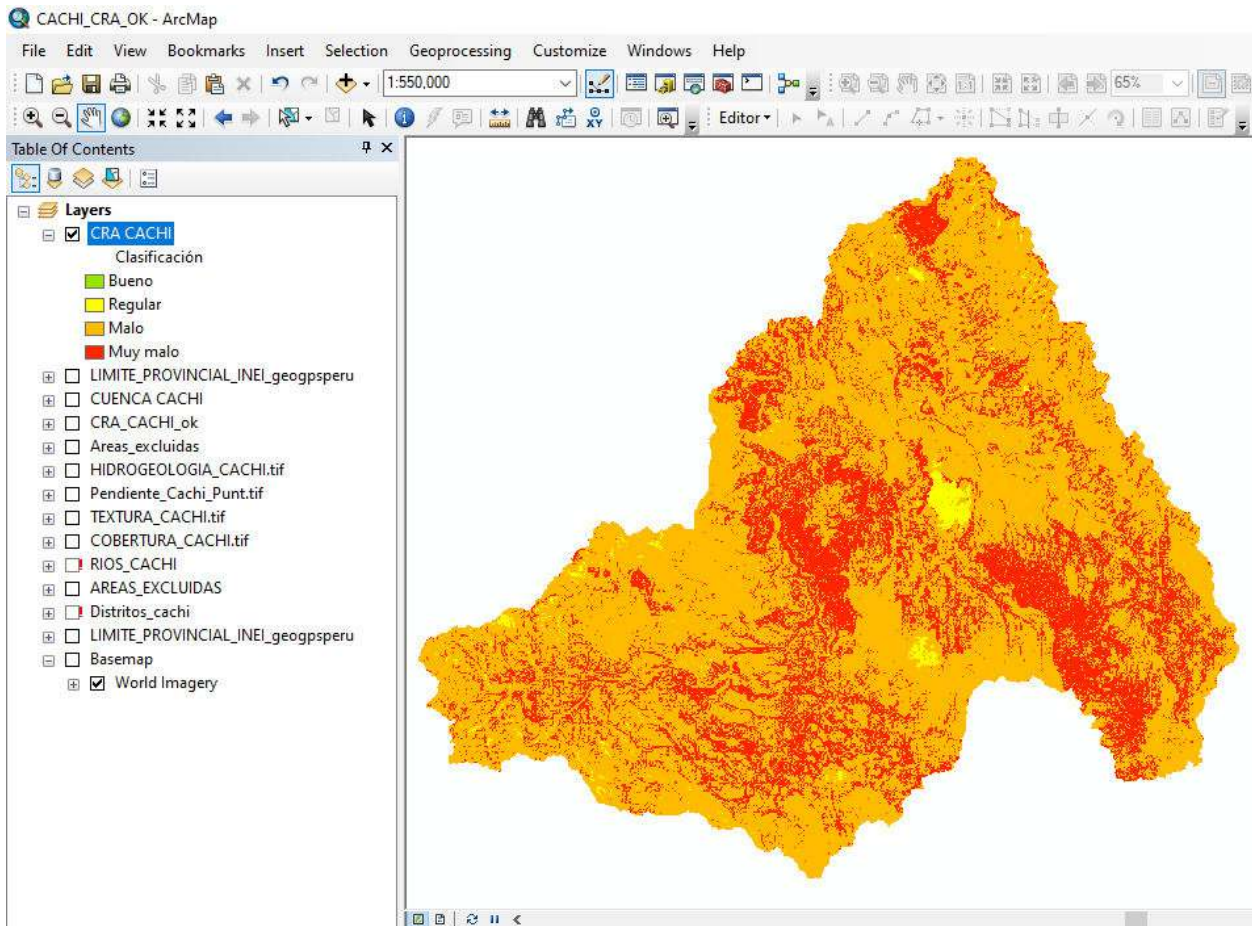 CACHI_CRA_OK - ArcMap
File Edit View Bookmarks Insert Selection Geoprocessing Customize Windows Help
1:550,000 65%
XY Editor
Table Of Contents
Layers
CRA CACHI
Clasificación
Bueno
Regular
Malo
Muy malo
LIMITE_PROVINCIAL_INEI_geogpsperu
CUENCA CACHI
CRA_CACHI_ok
Areas_excluidas
HIDROGEOLOGIA_CACHI.tif
Pendiente_Cachi_Punt.tif
TEXTURA_CACHI.tif
COBERTURA_CACHI.tif
RIOS_CACHI
AREAS_EXCLUIDAS
Distritos_cachi
LIMITE_PROVINCIAL_INEI_geogpsperu
Basemap
World Imagery